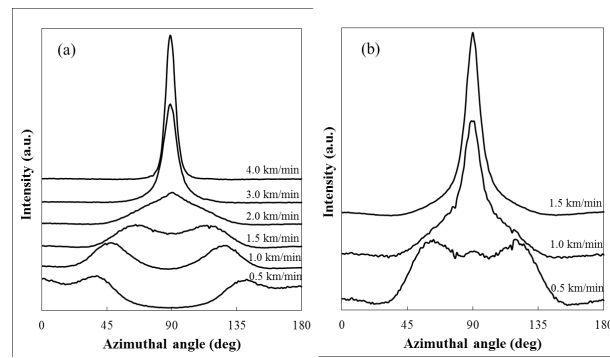 (a)
Intensity (a.u.)
4.0 km/min
3.0 km/min
2.0 km/min
1.5 km/min
1.0 km/min
0.5 km/min
0 45 90 135 180
Azimuthal angle (deg)
(b)
Intensity (a.u.)
1.5 km/min
1.0 km/min
0.5 km/min
0 45 90 135 180
Azimuthal angle (deg)